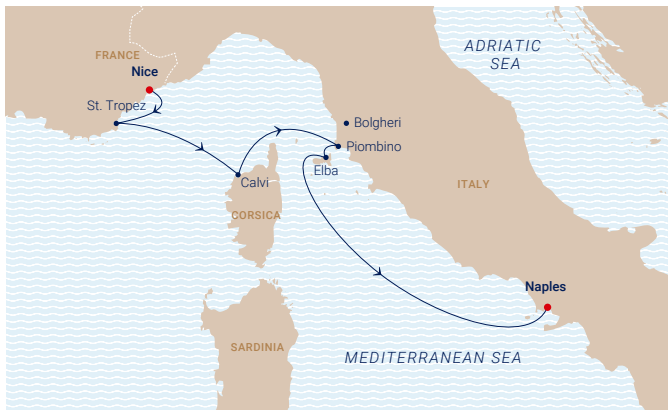 ADRIATIC
SEA
FRANCE
Nice
St. Tropez
Bolgheri
Piombino
Elba
Calvi
ITALY
CORSICA
Naples
SARDINIA
MEDITERRANEAN SEA